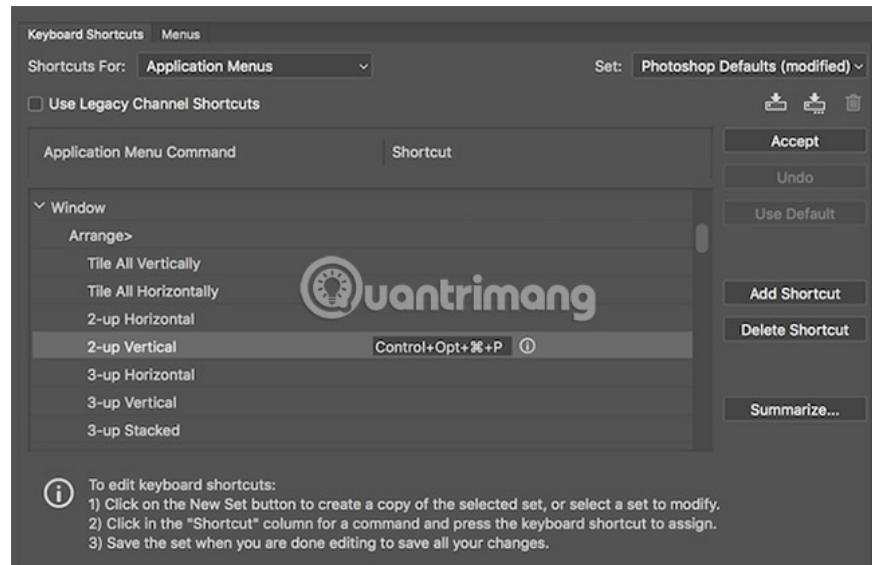 Keyboard Shortcuts Menus
Shortcuts For: Application Menus Set: Photoshop Defaults (modified)
Use Legacy Channel Shortcuts
Application Menu Command Shortcut
Accept
Undo
Use Default
Add Shortcut
Delete Shortcut
Summarize...
Window
Arrange>
Tile All Vertically
Tile All Horizontally
2-up Horizontal
2-up Vertical Control+Opt+⌘+P
3-up Horizontal
3-up Vertical
3-up Stacked
Quantrimang
To edit keyboard shortcuts:
1) Click on the New Set button to create a copy of the selected set, or select a set to modify.
2) Click in the "Shortcut" column for a command and press the keyboard shortcut to assign.
3) Save the set when you are done editing to save all your changes.